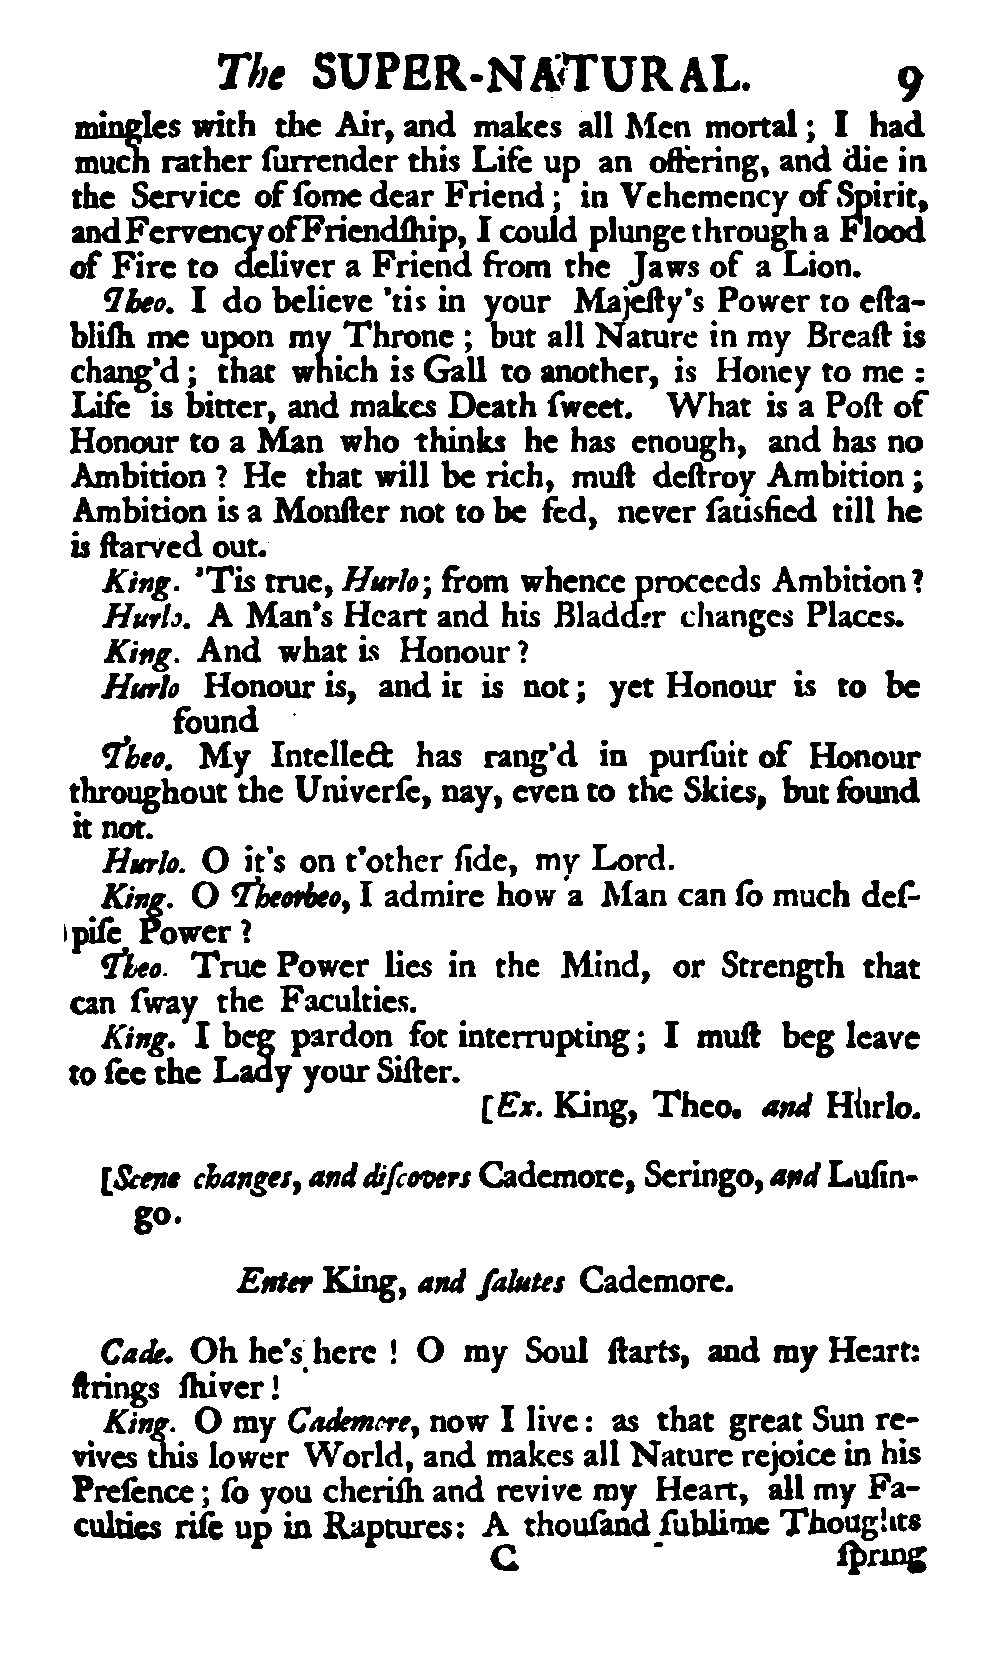 The SUPER-NATURAL. 9
mingles with the Air, and makes all Men mortal; I had
much rather ſurrender this Life up an offering, and die in
the Service of ſome dear Friend; in Vehemency of Spirit,
and Fervency of Friendſhip, I could plunge through a Flood
of Fire to deliver a Friend from the Jaws of a Lion.
Theo. I do believe 'tis in your Majeſty's Power to eſta-
bliſh me upon my Throne; but all Nature in my Breaſt is
chang'd; that which is Gall to another, is Honey to me:
Life is bitter, and makes Death ſweet. What is a Poſt of
Honour to a Man who thinks he has enough, and has no
Ambition? He that will be rich, muſt deſtroy Ambition;
Ambition is a Monſter not to be fed, never ſatisfied till he
is ſtarved out.
King. 'Tis true, Hurlo; from whence proceeds Ambition?
Hurlo. A Man's Heart and his Bladder changes Places.
King. And what is Honour?
Hurlo Honour is, and it is not; yet Honour is to be
found
Theo. My Intellect has rang'd in purſuit of Honour
throughout the Univerſe, nay, even to the Skies, but found
it not.
Hurlo. O it's on t'other ſide, my Lord.
King. O Theorbeo, I admire how a Man can ſo much deſ-
piſe Power?
Theo. True Power lies in the Mind, or Strength that
can ſway the Faculties.
King. I beg pardon fot interrupting; I muſt beg leave
to ſee the Lady your Siſter.
[Ex. King, Theo. and Hurlo.
[Scene changes, and diſcovers Cademore, Seringo, and Luſin-
go.
Enter King, and ſalutes Cademore.
Cade. Oh he's here! O my Soul ſtarts, and my Heart:
ſtrings ſhiver!
King. O my Cademore, now I live: as that great Sun re-
vives this lower World, and makes all Nature rejoice in his
Preſence; ſo you cheriſh and revive my Heart, all my Fa-
culties riſe up in Raptures: A thouſand ſublime Thoughts
C ſpring